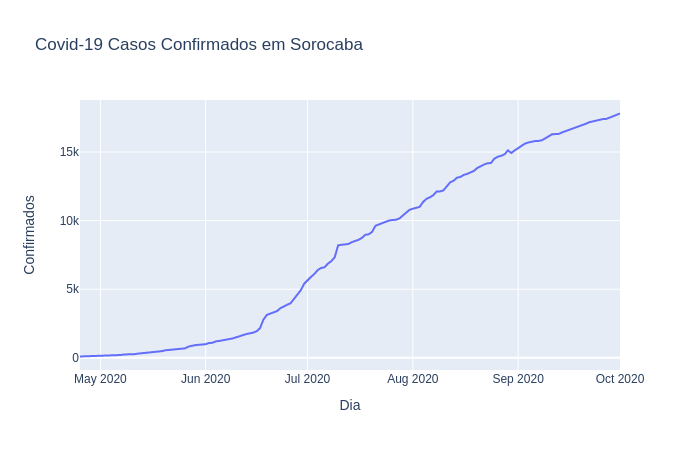 Covid-19 Casos Confirmados em Sorocaba
Confirmados
15k
10k
5k
0
May 2020 Jun 2020 Jul 2020 Aug 2020 Sep 2020 Oct 2020
Dia